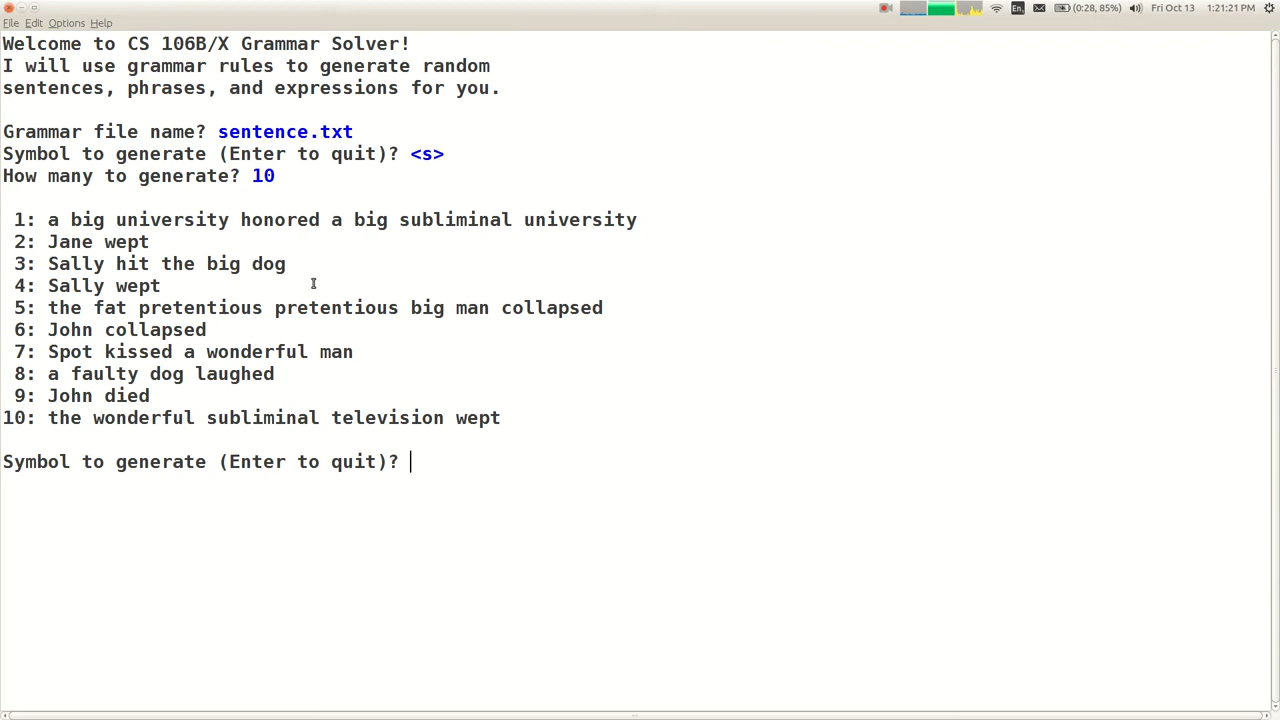 (0:28, 85%) Fri Oct 13 1:21:21 PM
File Edit Options Help
Welcome to CS 106B/X Grammar Solver!
I will use grammar rules to generate random
sentences, phrases, and expressions for you.
Grammar file name? sentence.txt
Symbol to generate (Enter to quit)? <s>
How many to generate? 10
1: a big university honored a big subliminal university
2: Jane wept
3: Sally hit the big dog
4: Sally wept
5: the fat pretentious pretentious big man collapsed
6: John collapsed
7: Spot kissed a wonderful man
8: a faulty dog laughed
9: John died
10: the wonderful subliminal television wept
Symbol to generate (Enter to quit)?